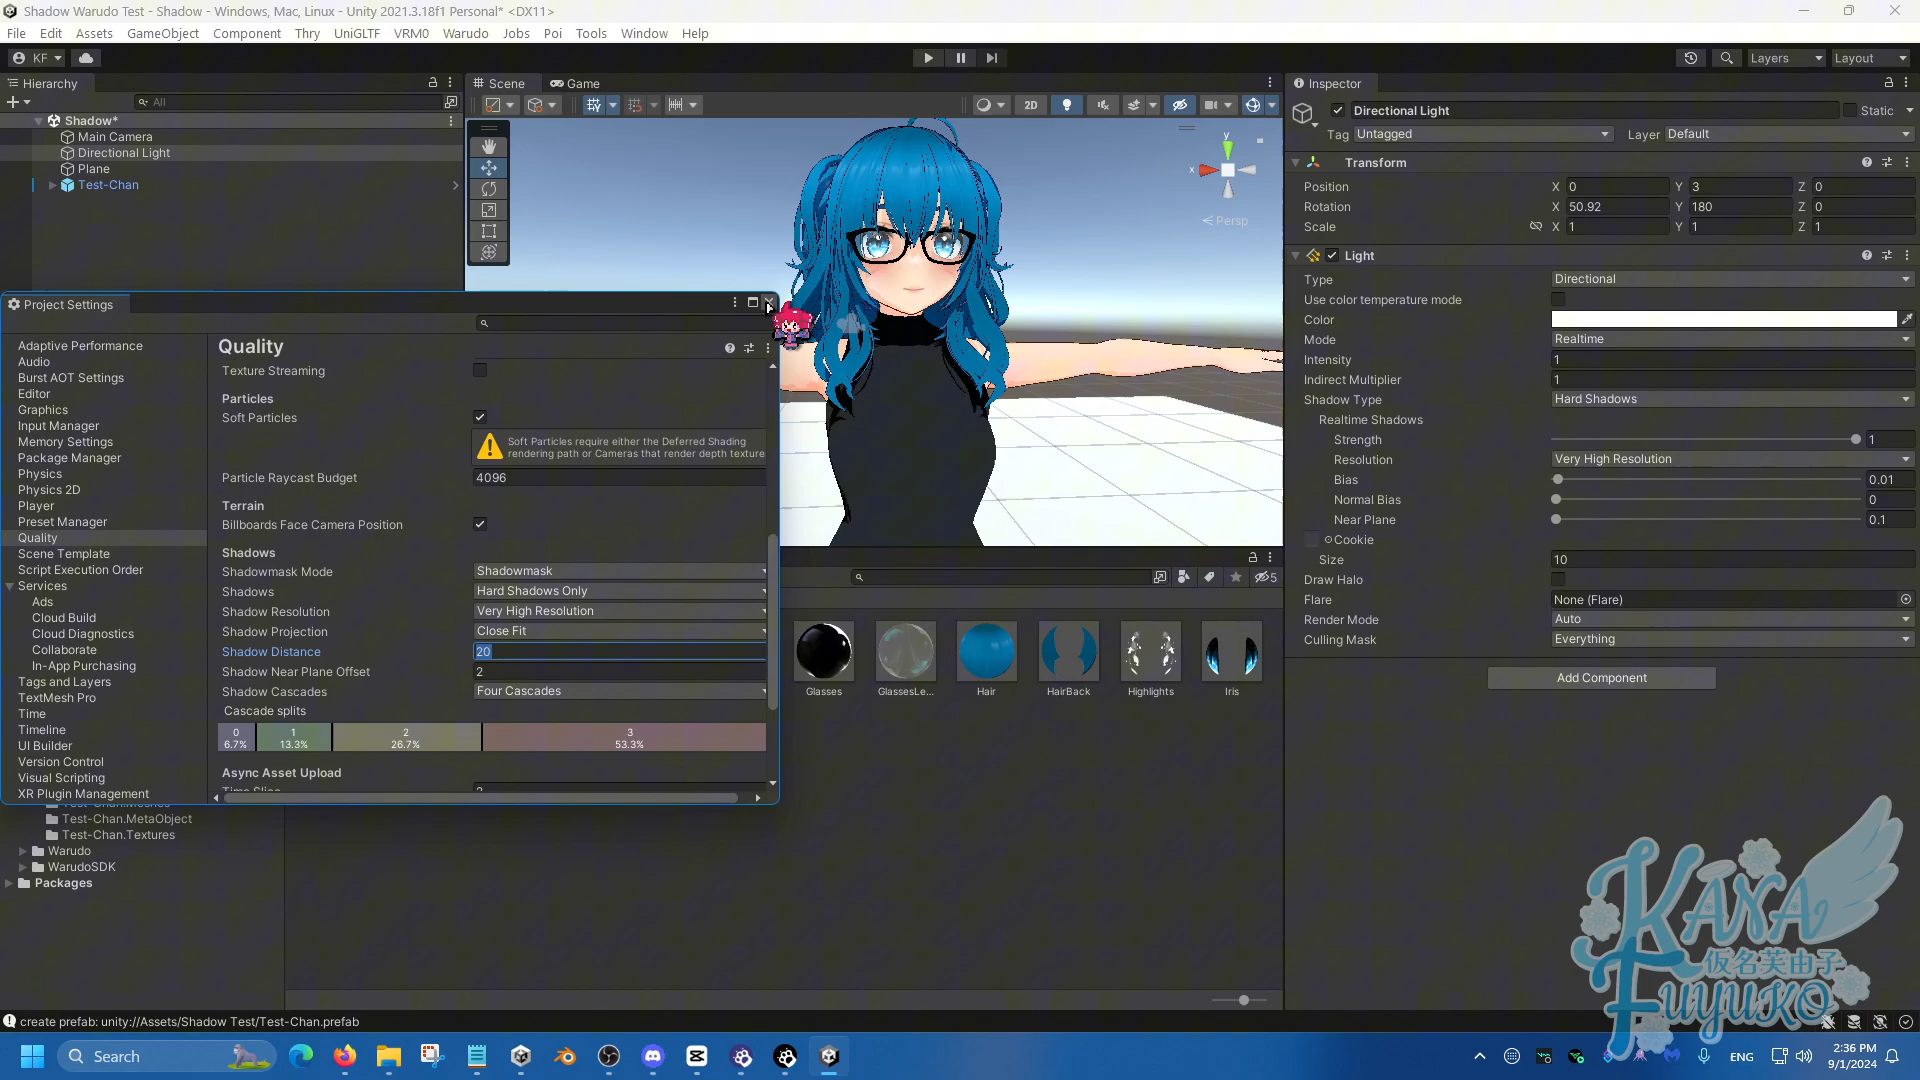 Shadow Warudo Test - Shadow - Windows, Mac, Linux - Unity 2021.3.18f1 Personal* <DX11>
File Edit Assets GameObject Component Thry UniGLTF VRM0 Warudo Jobs Poi Tools Window Help
KF
Layers Layout
Hierarchy
All
Shadow*
Main Camera
Directional Light
Plane
Test-Chan
Scene Game
2D
y
x
Persp
Project Settings
Adaptive Performance
Audio
Burst AOT Settings
Editor
Graphics
Input Manager
Memory Settings
Package Manager
Physics
Physics 2D
Player
Preset Manager
Quality
Scene Template
Script Execution Order
Services
Ads
Cloud Build
Cloud Diagnostics
Collaborate
In-App Purchasing
Tags and Layers
TextMesh Pro
Time
Timeline
UI Builder
Version Control
Visual Scripting
XR Plugin Management
Quality
Texture Streaming
Particles
Soft Particles
Soft Particles require either the Deferred Shading
rendering path or Cameras that render depth texture
Particle Raycast Budget 4096
Terrain
Billboards Face Camera Position
Shadows
Shadowmask Mode Shadowmask
Shadows Hard Shadows Only
Shadow Resolution Very High Resolution
Shadow Projection Close Fit
Shadow Distance 20
Shadow Near Plane Offset 2
Shadow Cascades Four Cascades
Cascade splits
0 1 2 3
6.7% 13.3% 26.7% 53.3%
Async Asset Upload
Time Slice 2
Test-Chan.Meshes
Test-Chan.MetaObject
Test-Chan.Textures
Warudo
WarudoSDK
Packages
5
Glasses GlassesLe... Hair HairBack Highlights Iris
Inspector
Directional Light Static
Tag Untagged Layer Default
Transform
Position X 0 Y 3 Z 0
Rotation X 50.92 Y 180 Z 0
Scale X 1 Y 1 Z 1
Light
Type Directional
Use color temperature mode
Color
Mode Realtime
Intensity 1
Indirect Multiplier 1
Shadow Type Hard Shadows
Realtime Shadows
Strength 1
Resolution Very High Resolution
Bias 0.01
Normal Bias 0
Near Plane 0.1
Cookie
Size 10
Draw Halo
Flare None (Flare)
Render Mode Auto
Culling Mask Everything
Add Component
KANA
仮名芙由子
FUYUKO
create prefab: unity://Assets/Shadow Test/Test-Chan.prefab
Search
ENG
2:36 PM
9/1/2024